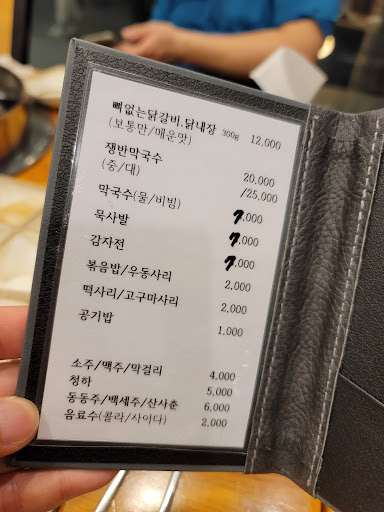 뼈없는닭갈비.닭내장 300g 12,000
(보통만/매운맛)
쟁반막국수 20,000
(중/대) /25,000
막국수(물/비빔) 7,000
묵사발 7,000
감자전 7,000
볶음밥/우동사리 2,000
떡사리/고구마사리 2,000
공기밥 1,000
소주/맥주/막걸리 4,000
청하 5,000
동동주/백세주/산사춘 6,000
음료수(콜라/사이다) 2,000